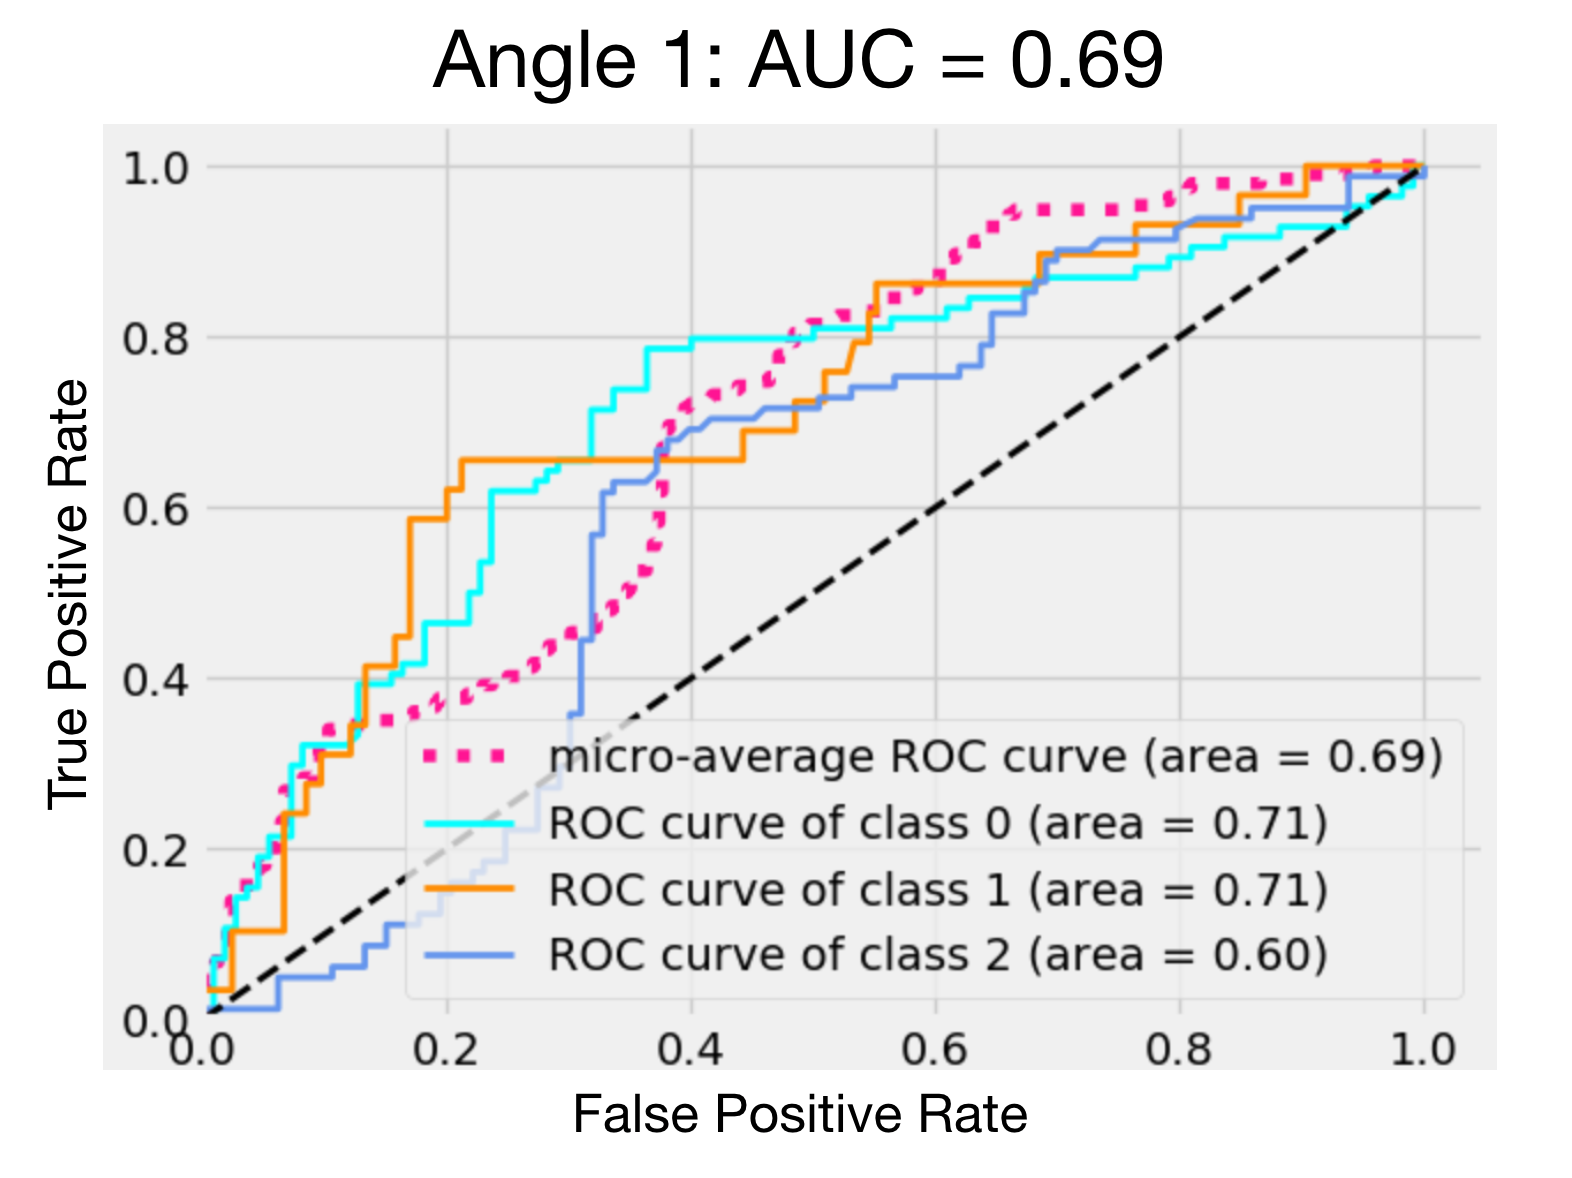 Angle 1: AUC = 0.69
True Positive Rate
1.0
0.8
0.6
0.4
0.2
0.0
micro-average ROC curve (area = 0.69)
ROC curve of class 0 (area = 0.71)
ROC curve of class 1 (area = 0.71)
ROC curve of class 2 (area = 0.60)
0.0 0.2 0.4 0.6 0.8 1.0
False Positive Rate